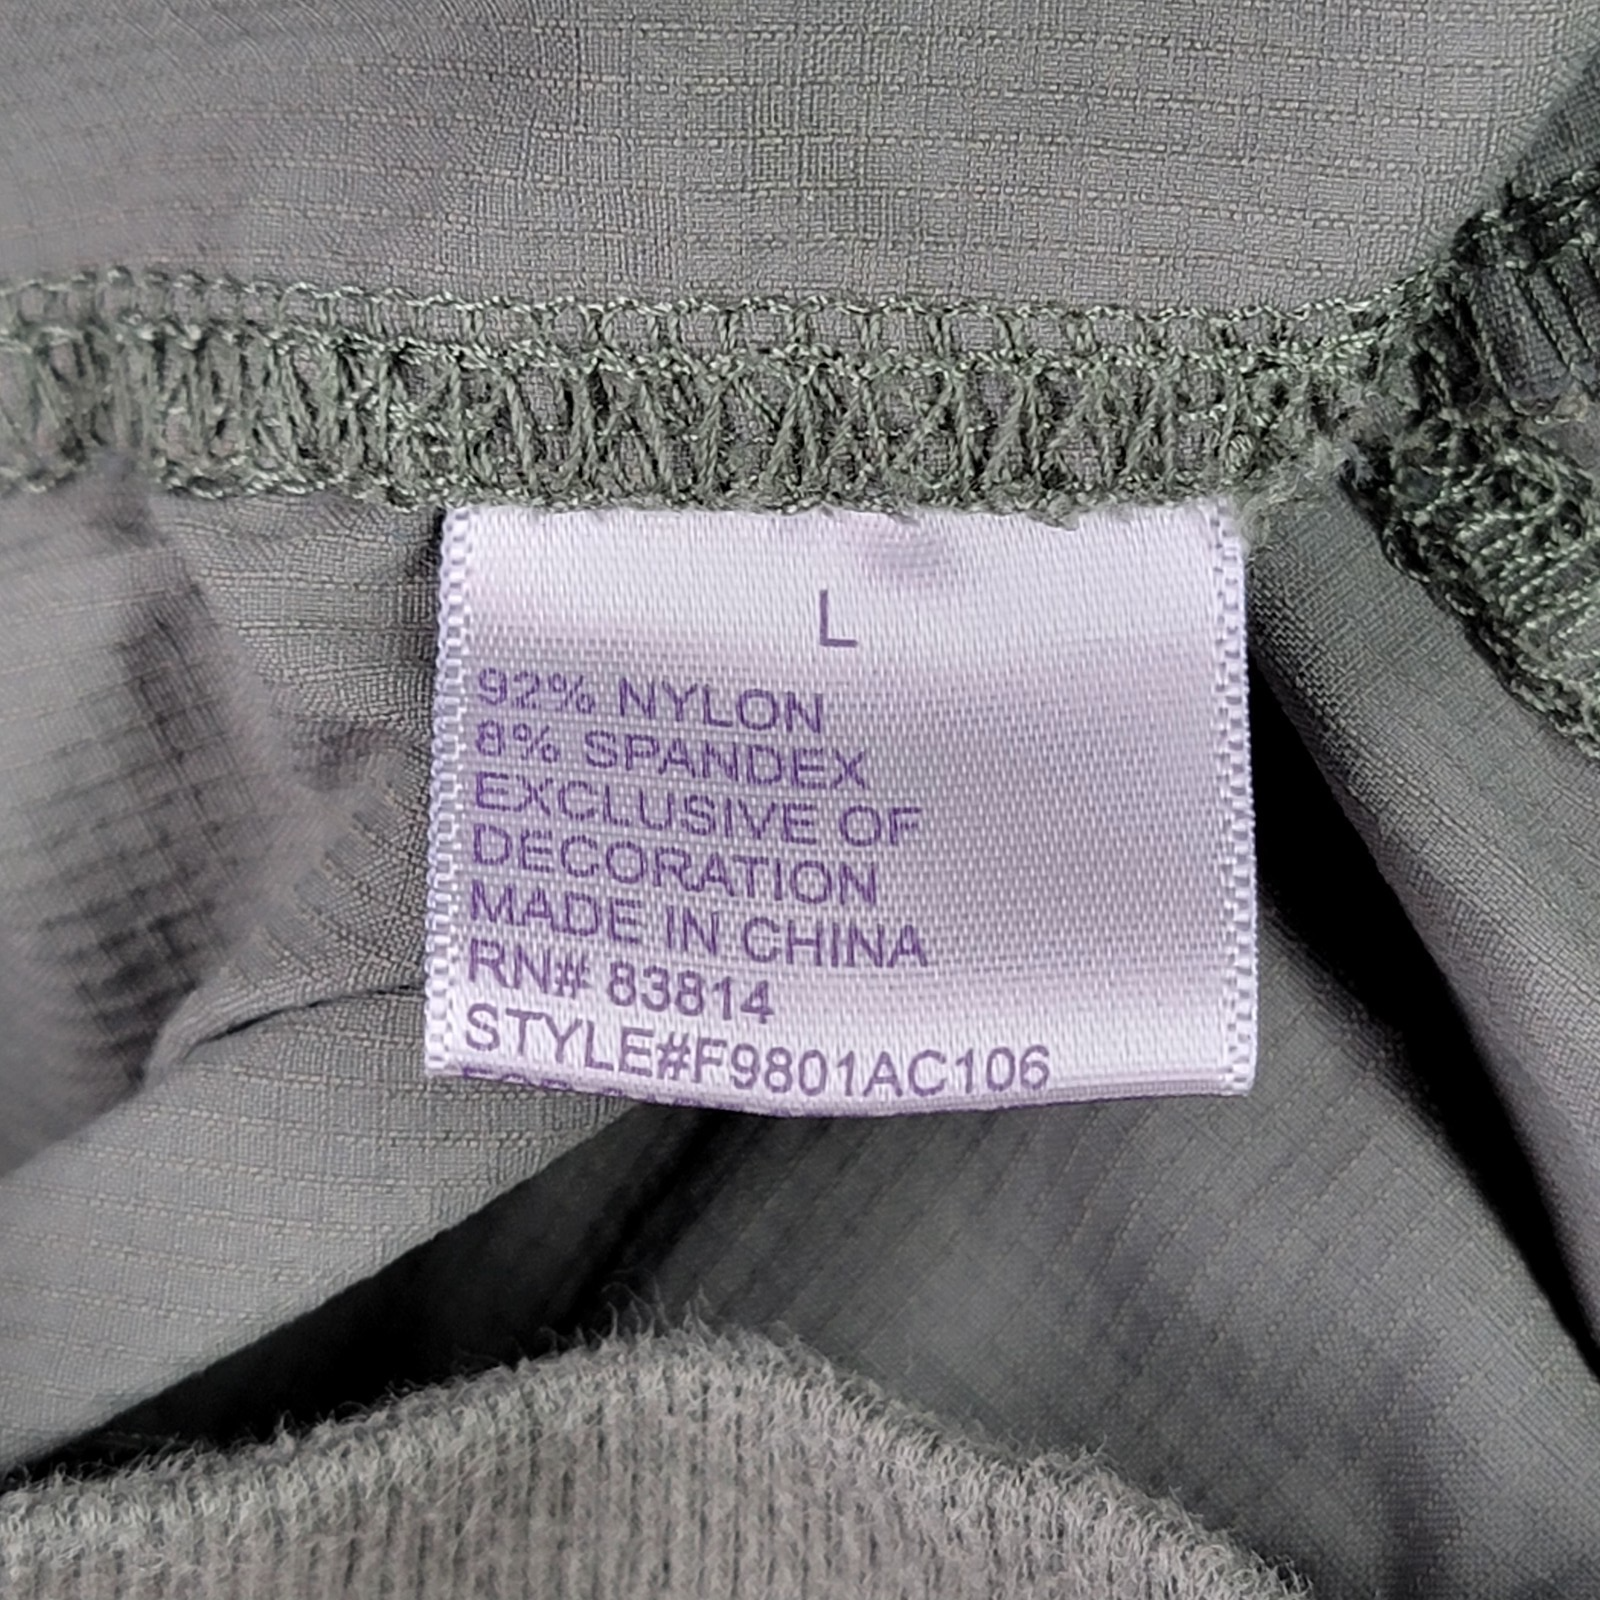 L
92% NYLON
8% SPANDEX
EXCLUSIVE OF
DECORATION
MADE IN CHINA
RN# 83814
STYLE#F9801AC106